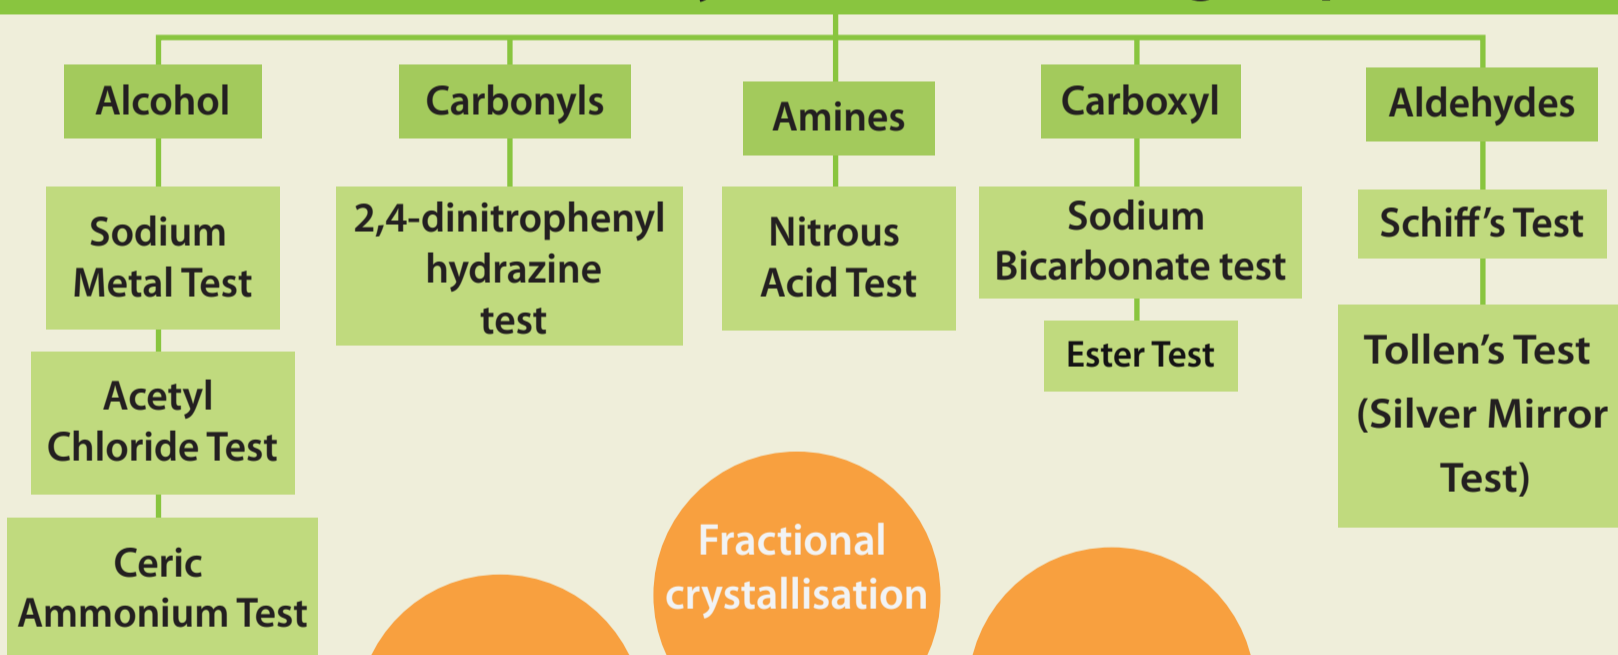 Alcohol
Sodium
Metal Test
Acetyl
Chloride Test
Ceric
Ammonium Test
Carbonyls
2,4-dinitrophenyl
hydrazine
test
Amines
Nitrous
Acid Test
Carboxyl
Sodium
Bicarbonate test
Ester Test
Aldehydes
Schiff’s Test
Tollen’s Test
(Silver Mirror
Test)
Fractional
crystallisation